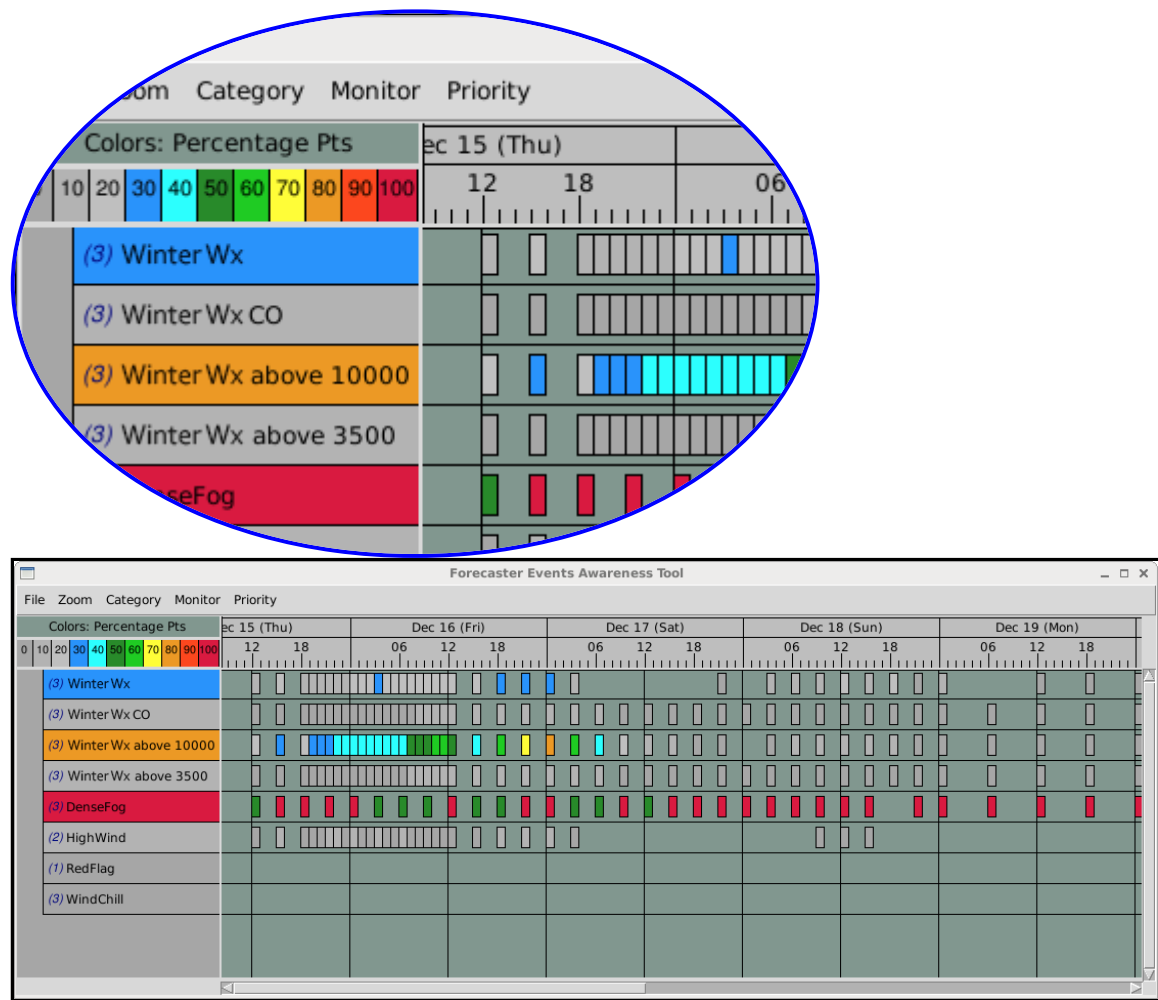 Category Monitor Priority
Colors: Percentage Pts
ec 15 (Thu)
10 20 30 40 50 60 70 80 90 100
12 18 06
(3) Winter Wx
(3) Winter Wx CO
(3) Winter Wx above 10000
(3) Winter Wx above 3500
seFog
Forecaster Events Awareness Tool
File Zoom Category Monitor Priority
Colors: Percentage Pts ec 15 (Thu) Dec 16 (Fri) Dec 17 (Sat) Dec 18 (Sun) Dec 19 (Mon)
0 10 20 30 40 50 60 70 80 90 100 12 18 06 12 18 06 12 18 06 12 18 06 12 18
(3) Winter Wx
(3) Winter Wx CO
(3) Winter Wx above 10000
(3) Winter Wx above 3500
(3) DenseFog
(2) HighWind
(1) RedFlag
(3) WindChill